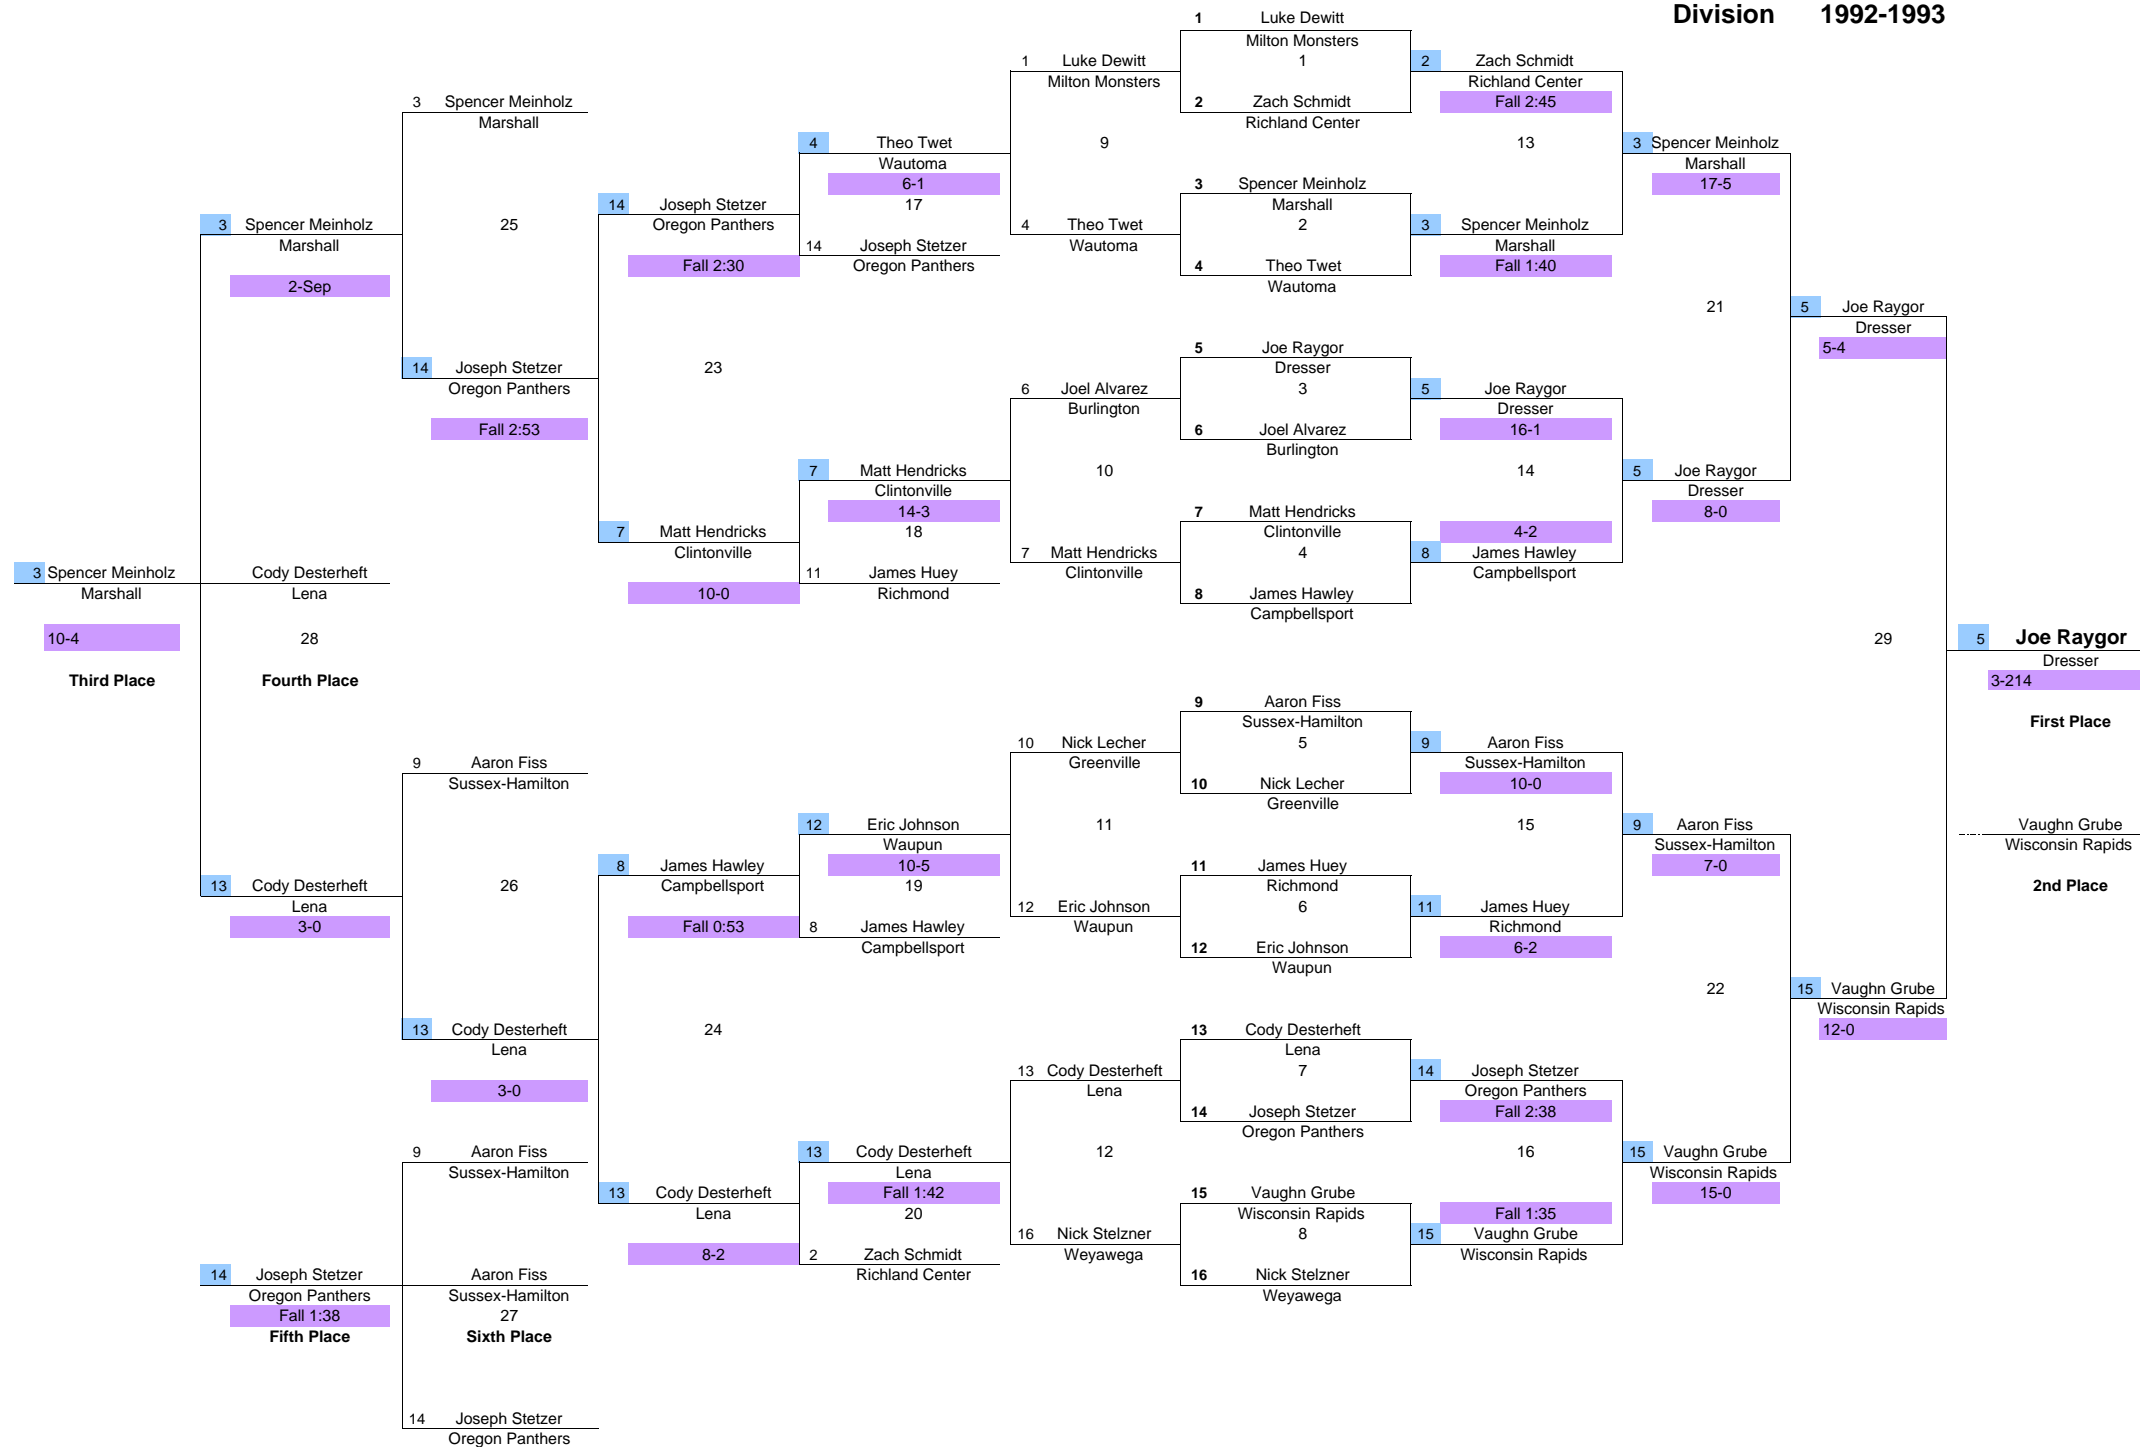 Division 1992-1993
1 Luke Dewitt
Milton Monsters
1 Luke Dewitt 1 2 Zach Schmidt
Milton Monsters Richland Center
3 Spencer Meinholz 2 Zach Schmidt Fall 2:45
Marshall Richland Center
4 Theo Twet 9 13 3 Spencer Meinholz
Wautoma Marshall
6-1 3 Spencer Meinholz 17-5
14 Joseph Stetzer 17 Marshall
3 Spencer Meinholz 25 Oregon Panthers 4 Theo Twet 2 3 Spencer Meinholz
Marshall 14 Joseph Stetzer Wautoma Marshall
Fall 2:30 Oregon Panthers 4 Theo Twet Fall 1:40
2-Sep Wautoma
21 5 Joe Raygor
Dresser
5 Joe Raygor 5-4
14 Joseph Stetzer 23 Dresser
Oregon Panthers 6 Joel Alvarez 3 5 Joe Raygor
Burlington Dresser
Fall 2:53 6 Joel Alvarez 16-1
Burlington
7 Matt Hendricks 10 14 5 Joe Raygor
Clintonville Dresser
14-3 7 Matt Hendricks 8-0
7 Matt Hendricks 18 Clintonville 4-2
Clintonville 7 Matt Hendricks 4 8 James Hawley
3 Spencer Meinholz Cody Desterheft 11 James Huey Clintonville Campbellsport
Marshall Lena 10-0 Richmond 8 James Hawley
Campbellsport
10-4 28 29 5 Joe Raygor
Dresser
Third Place Fourth Place 3-214
9 Aaron Fiss
Sussex-Hamilton First Place
10 Nick Lecher 5 9 Aaron Fiss
9 Aaron Fiss Greenville Sussex-Hamilton
Sussex-Hamilton 10 Nick Lecher 10-0
Greenville
12 Eric Johnson 11 15 9 Aaron Fiss Vaughn Grube
Waupun Sussex-Hamilton Wisconsin Rapids
8 James Hawley 10-5 11 James Huey 7-0
13 Cody Desterheft 26 Campbellsport 19 Richmond 2nd Place
Lena 12 Eric Johnson 6 11 James Huey
3-0 Fall 0:53 8 James Hawley Waupun Richmond
Campbellsport 12 Eric Johnson 6-2
Waupun
22 15 Vaughn Grube
Wisconsin Rapids
13 Cody Desterheft 24 13 Cody Desterheft 12-0
Lena Lena
13 Cody Desterheft 7 14 Joseph Stetzer
3-0 Lena Oregon Panthers
14 Joseph Stetzer Fall 2:38
Oregon Panthers
9 Aaron Fiss 13 Cody Desterheft 12 16 15 Vaughn Grube
Sussex-Hamilton Lena Wisconsin Rapids
13 Cody Desterheft Fall 1:42 15 Vaughn Grube 15-0
Lena 20 Wisconsin Rapids Fall 1:35
16 Nick Stelzner 8 15 Vaughn Grube
8-2 2 Zach Schmidt Weyawega Wisconsin Rapids
14 Joseph Stetzer Aaron Fiss Richland Center 16 Nick Stelzner
Oregon Panthers Sussex-Hamilton Weyawega
Fall 1:38 27
Fifth Place Sixth Place
14 Joseph Stetzer
Oregon Panthers